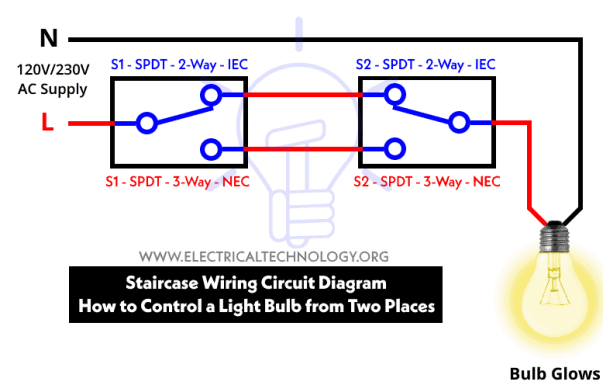 N
S1 - SPDT - 2-Way - IEC
S2 - SPDT - 2-Way - IEC
120V/230V
AC Supply
L
S1 - SPDT - 3-Way - NEC
S2 - SPDT - 3-Way - NEC
WWW.ELECTRICALTECHNOLOGY.ORG
Staircase Wiring Circuit Diagram
How to Control a Light Bulb from Two Places
Bulb Glows